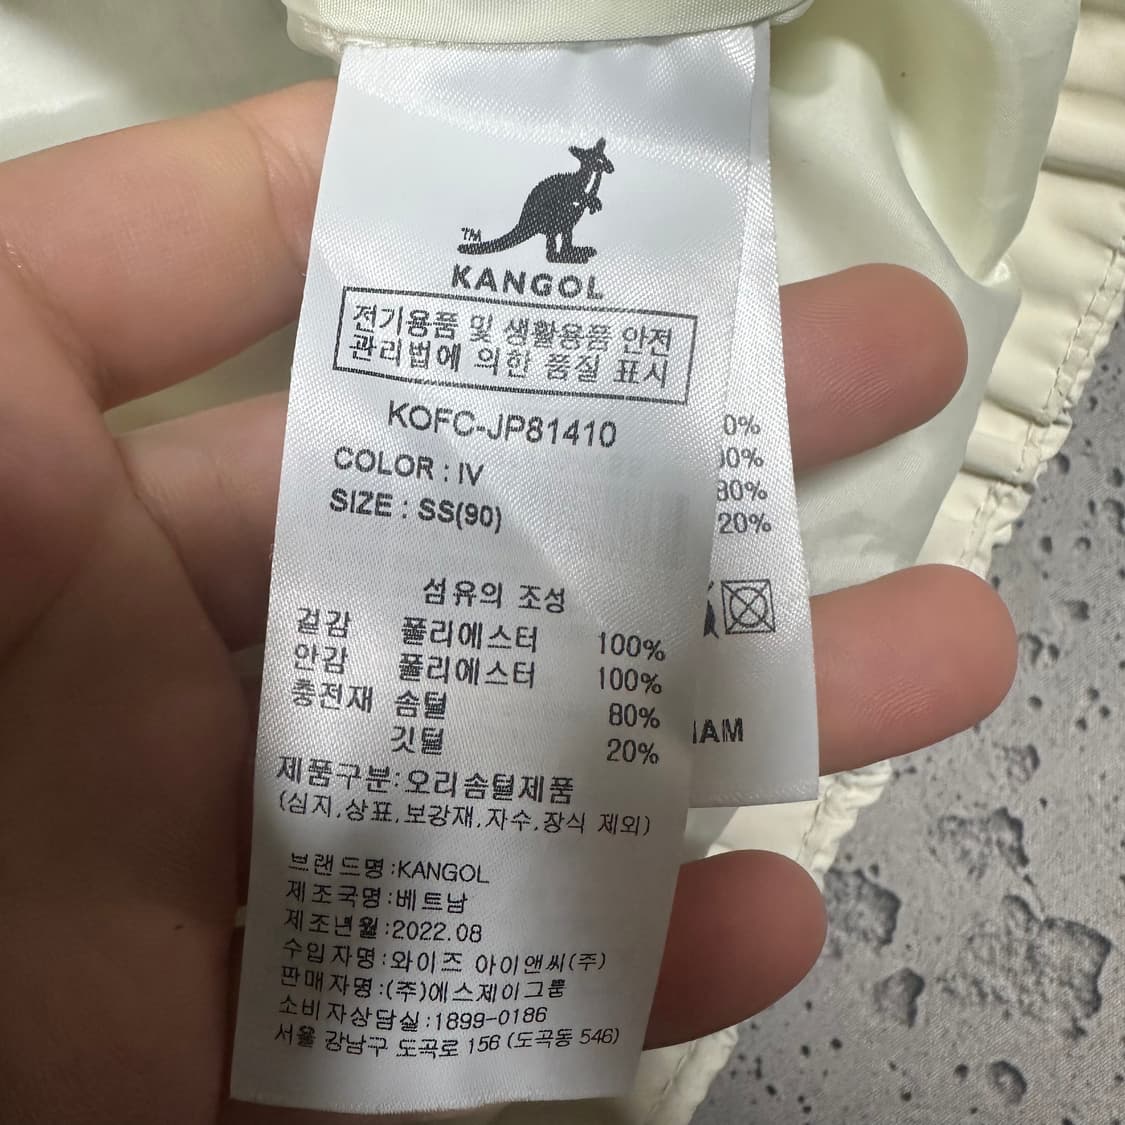 TM
KANGOL
전기용품 및 생활용품 안전
관리법에 의한 품질 표시
KOFC-JP81410
COLOR : IV
SIZE : SS(90)
섬유의 조성
겉감 폴리에스터 100%
안감 폴리에스터 100%
충전재 솜털 80%
깃털 20%
제품구분:오리솜털제품
(심지,상표,보강재,자수,장식 제외)
브랜드명:KANGOL
제조국명:베트남
제조년월:2022.08
수입자명:와이즈 아이앤씨(주)
판매자명:(주)에스제이그룹
소비자상담실:1899-0186
서울 강남구 도곡로 156 (도곡동 546)
0%
00%
80%
20%
NAM